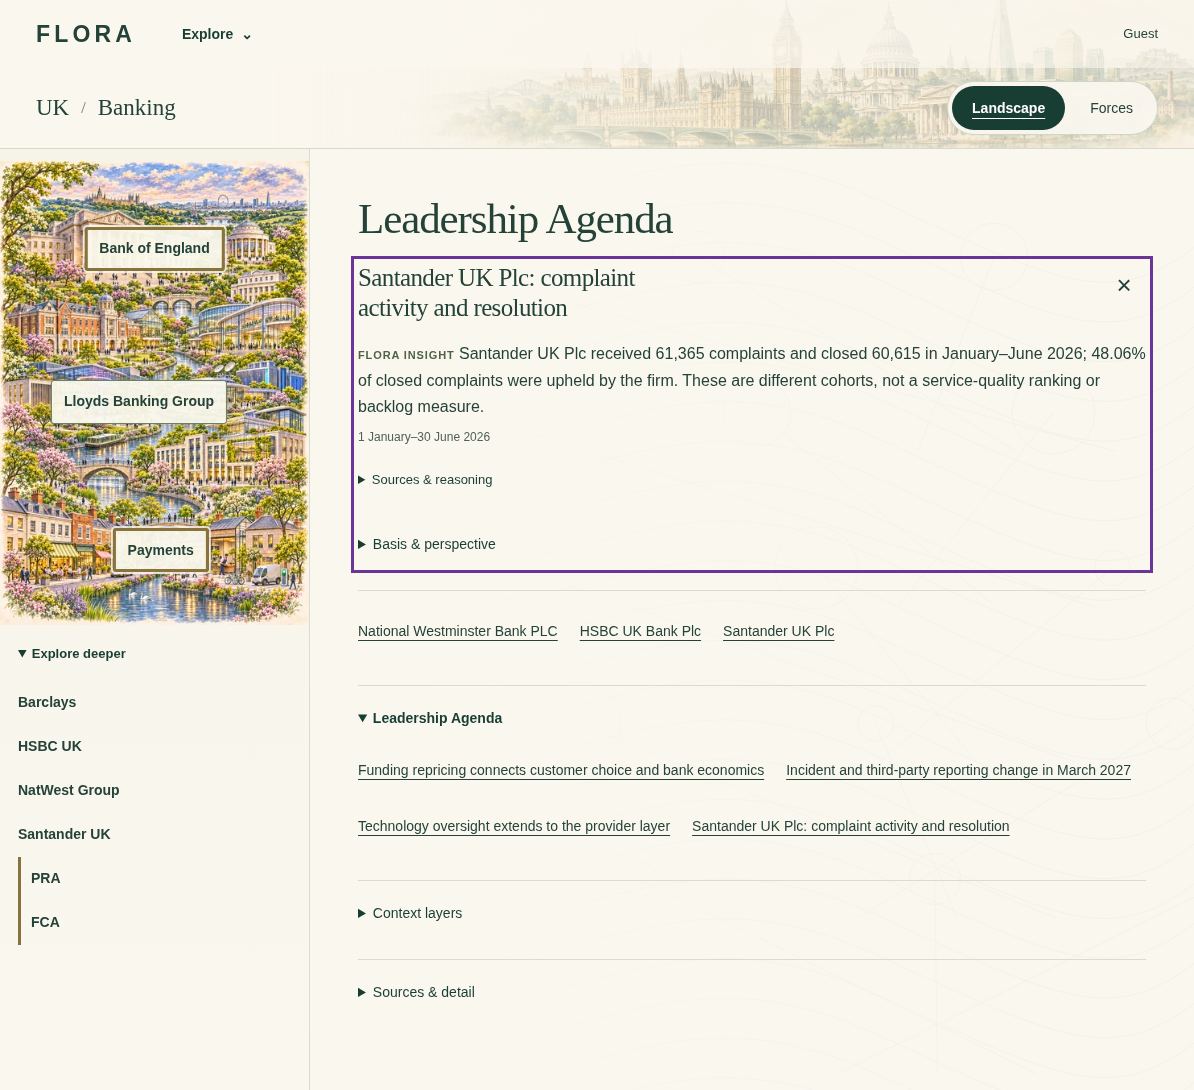 FLORA
Explore
Guest
UK / Banking
Landscape
Forces
Bank of England
Lloyds Banking Group
Payments
Explore deeper
Barclays
HSBC UK
NatWest Group
Santander UK
PRA
FCA
Leadership Agenda
Santander UK Plc: complaint
activity and resolution
FLORA INSIGHT Santander UK Plc received 61,365 complaints and closed 60,615 in January–June 2026; 48.06%
of closed complaints were upheld by the firm. These are different cohorts, not a service-quality ranking or
backlog measure.
1 January–30 June 2026
Sources & reasoning
Basis & perspective
National Westminster Bank PLC HSBC UK Bank Plc Santander UK Plc
Leadership Agenda
Funding repricing connects customer choice and bank economics Incident and third-party reporting change in March 2027
Technology oversight extends to the provider layer Santander UK Plc: complaint activity and resolution
Context layers
Sources & detail